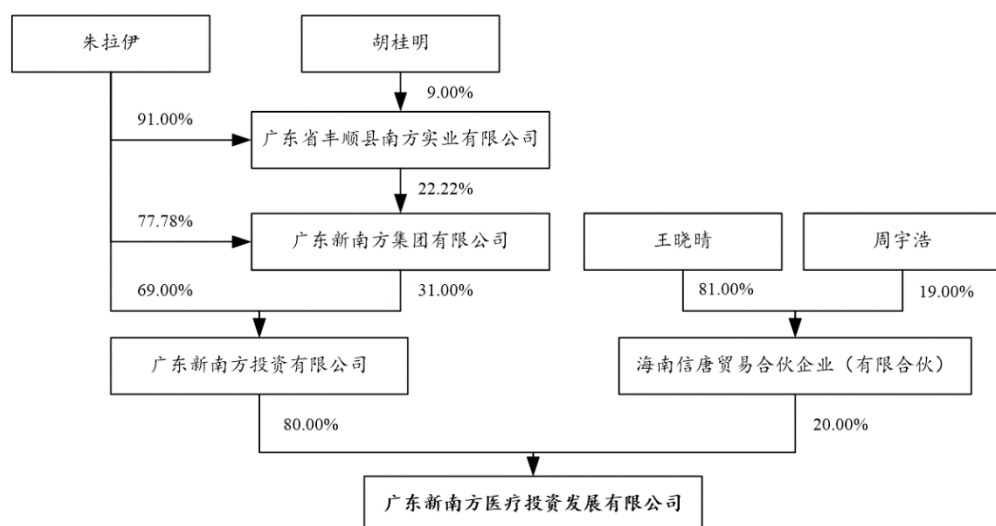 朱拉伊
胡桂明
9.00%
91.00%
广东省丰顺县南方实业有限公司
22.22%
77.78%
广东新南方集团有限公司
王晓晴
周宇浩
69.00%
31.00%
81.00%
19.00%
广东新南方投资有限公司
海南信唐贸易合伙企业（有限合伙）
80.00%
20.00%
广东新南方医疗投资发展有限公司